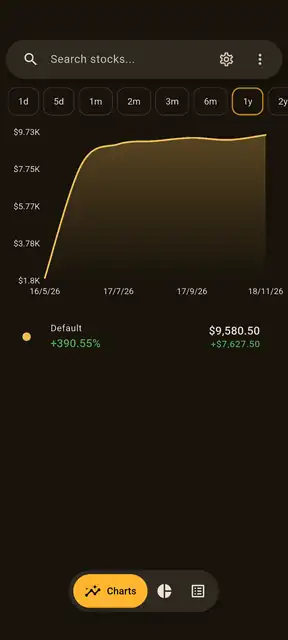 Search stocks...
1d 5d 1m 2m 3m 6m 1y 2y
$9.73K
$7.75K
$5.77K
$3.78K
$1.8K
16/5/26 17/7/26 17/9/26 18/11/26
Default $9,580.50
+390.55% +$7,627.50
Charts